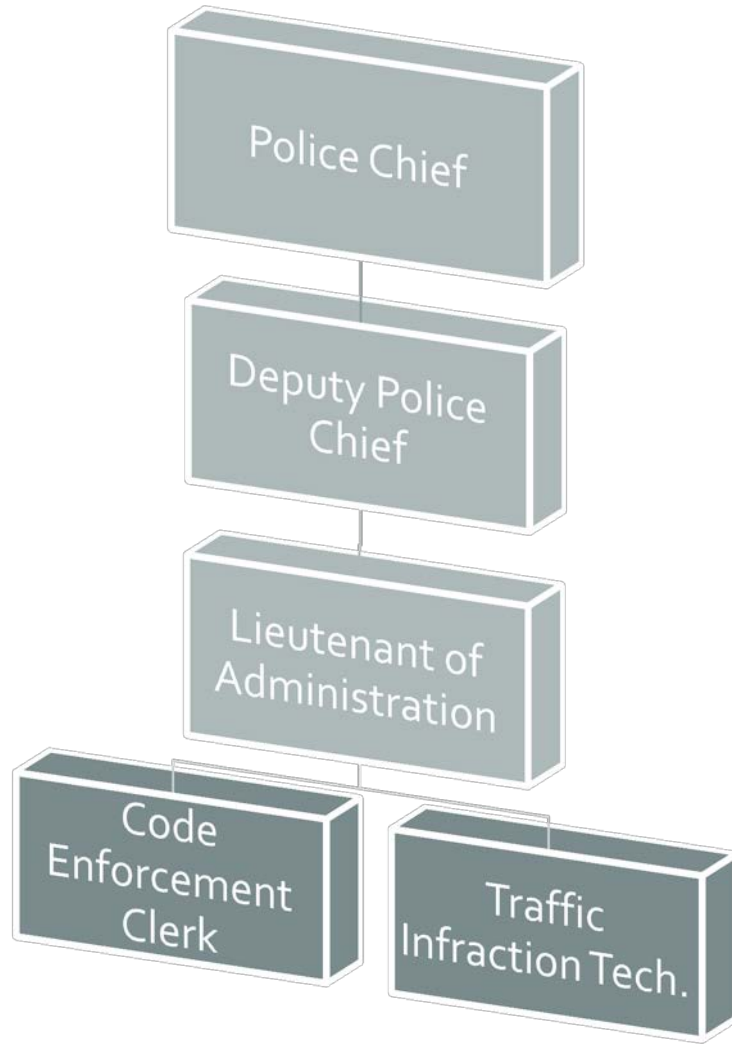 Police Chief
Deputy Police
Chief
Lieutenant of
Administration
Code
Enforcement
Clerk
Traffic
Infraction Tech.